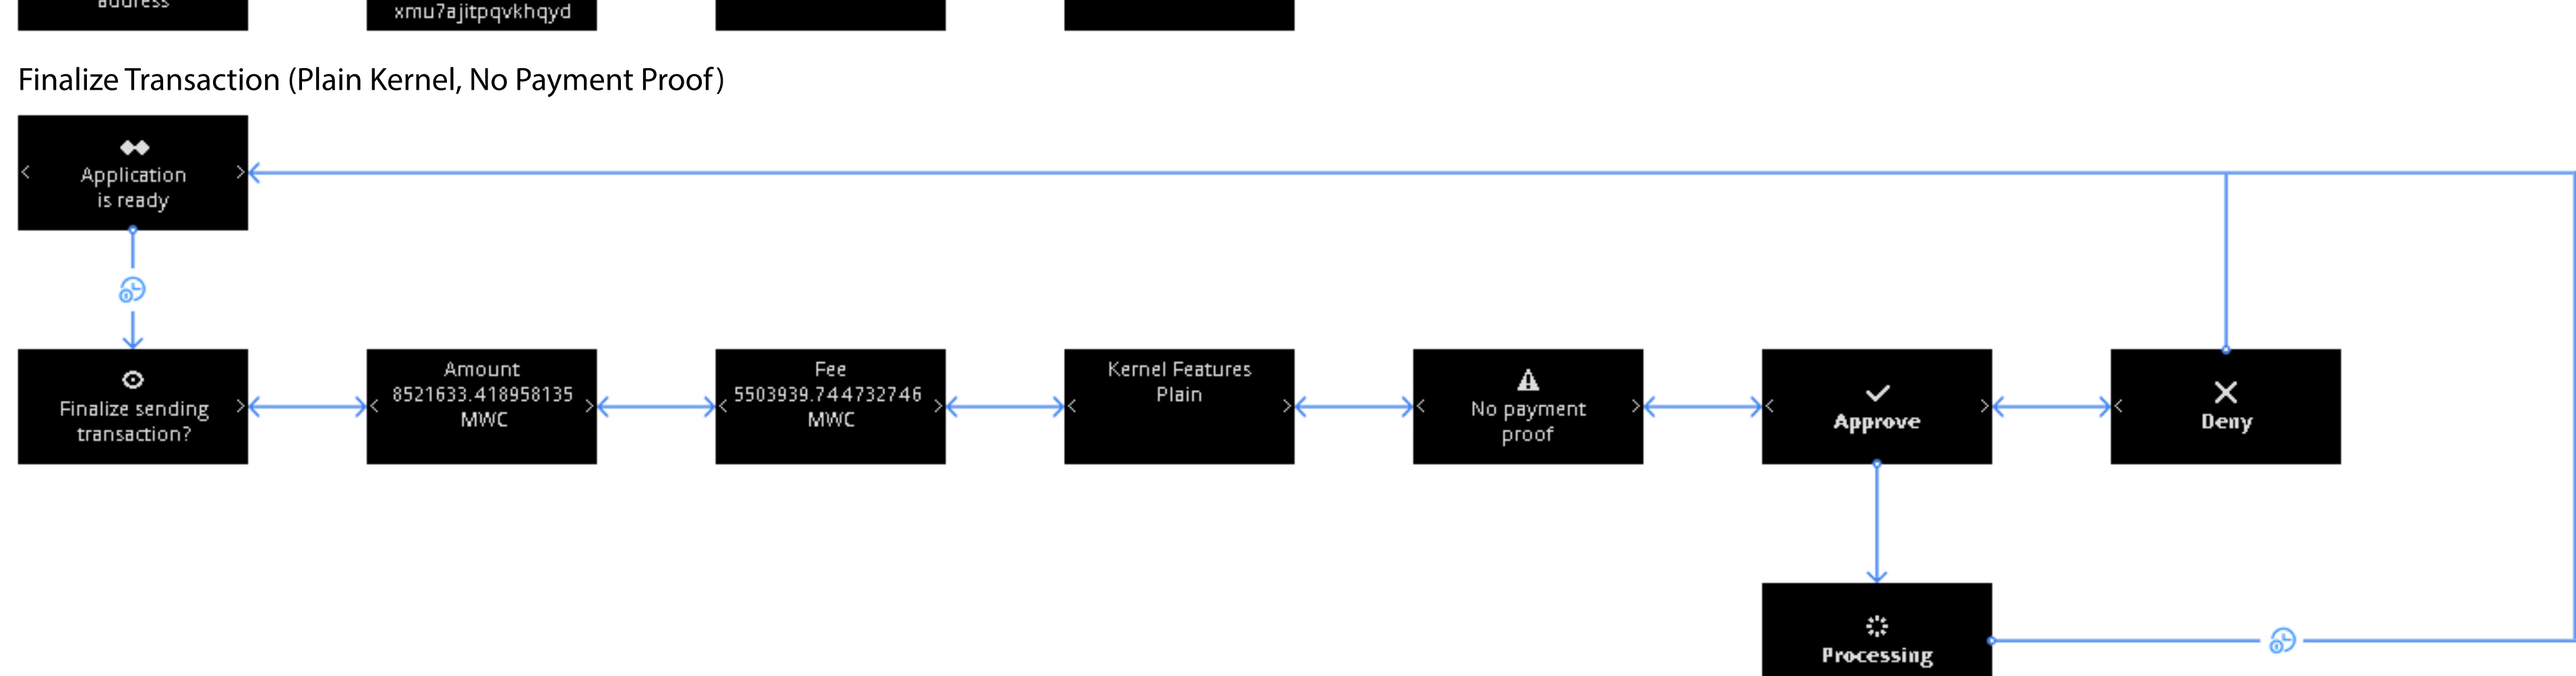 address
xmu7ajitpqvkhqyd
Finalize Transaction (Plain Kernel, No Payment Proof)
Application
is ready
Finalize sending
transaction?
Amount
8521633.418958135
MWC
Fee
5503939.744732746
MWC
Kernel Features
Plain
No payment
proof
Approve
Deny
Processing